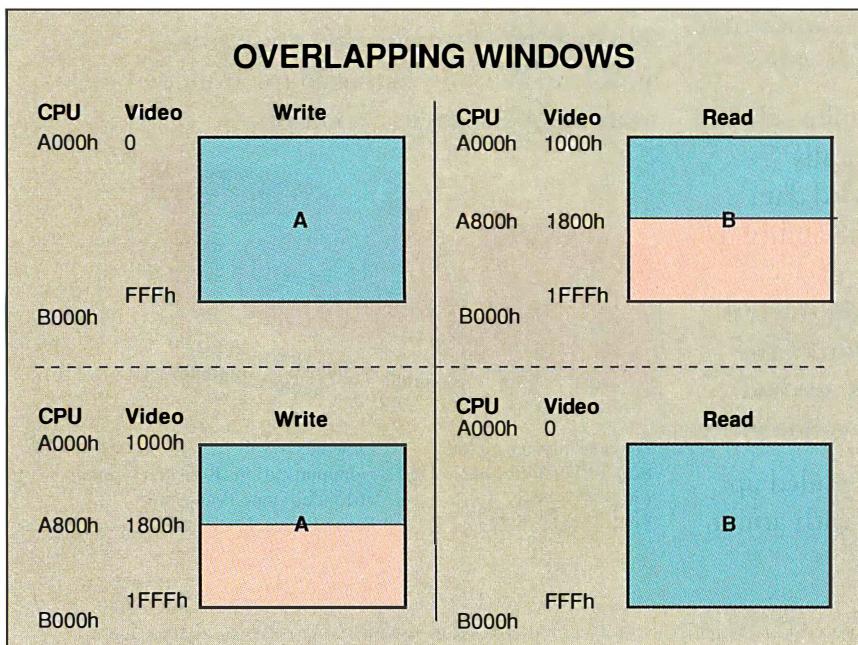 OVERLAPPING WINDOWS
CPU Video Write
A000h 0
A
FFFh
B000h
CPU Video Read
A000h 1000h
A800h 1800h B
1FFFh
B000h
CPU Video Write
A000h 1000h
A800h 1800h A
1FFFh
B000h
CPU Video Read
A000h 0
B
FFFh
B000h